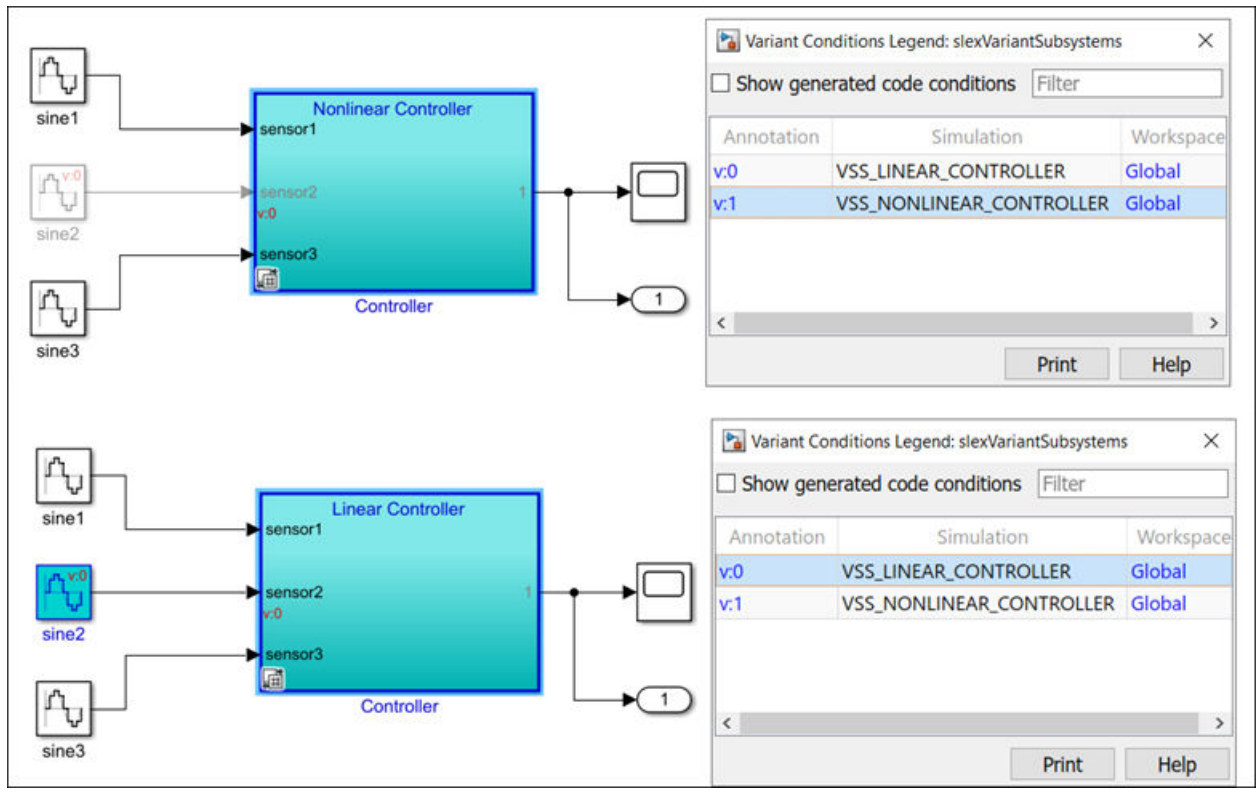 sine1
v:0
sine2
sine3
Nonlinear Controller
sensor1
sensor2
v:0
sensor3
1
Controller
1
Variant Conditions Legend: slexVariantSubsystems
Show generated code conditions Filter
Annotation Simulation Workspace
v:0 VSS_LINEAR_CONTROLLER Global
v:1 VSS_NONLINEAR_CONTROLLER Global
Print Help
sine1
v:0
sine2
sine3
Linear Controller
sensor1
sensor2
v:0
sensor3
1
Controller
1
Variant Conditions Legend: slexVariantSubsystems
Show generated code conditions Filter
Annotation Simulation Workspace
v:0 VSS_LINEAR_CONTROLLER Global
v:1 VSS_NONLINEAR_CONTROLLER Global
Print Help